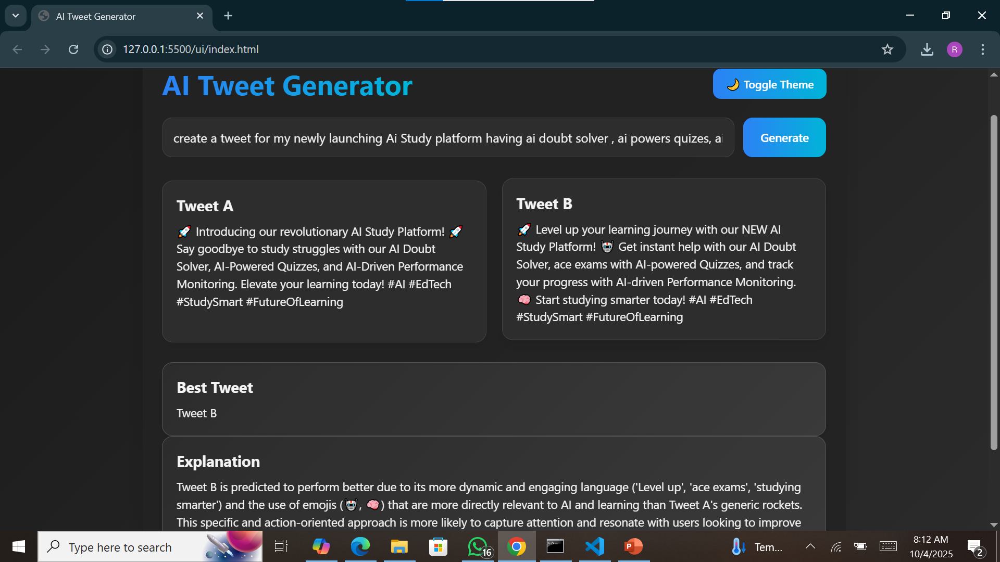 AI Tweet Generator
127.0.0.1:5500/ui/index.html
R
AI Tweet Generator
🌙 Toggle Theme
create a tweet for my newly launching Ai Study platform having ai doubt solver , ai powers quizes, ai
Generate
Tweet A
🚀 Introducing our revolutionary AI Study Platform! 🚀
Say goodbye to study struggles with our AI Doubt
Solver, AI-Powered Quizzes, and AI-Driven Performance
Monitoring. Elevate your learning today! #AI #EdTech
#StudySmart #FutureOfLearning
Tweet B
🚀 Level up your learning journey with our NEW AI
Study Platform! 🤖 Get instant help with our AI Doubt
Solver, ace exams with AI-powered Quizzes, and track
your progress with AI-driven Performance Monitoring.
🧠 Start studying smarter today! #AI #EdTech
#StudySmart #FutureOfLearning
Best Tweet
Tweet B
Explanation
Tweet B is predicted to perform better due to its more dynamic and engaging language ('Level up', 'ace exams', 'studying
smarter') and the use of emojis (🤖, 🧠) that are more directly relevant to AI and learning than Tweet A's generic rockets.
This specific and action-oriented approach is more likely to capture attention and resonate with users looking to improve
Type here to search
16
P
Tem...
8:12 AM
10/4/2025
2